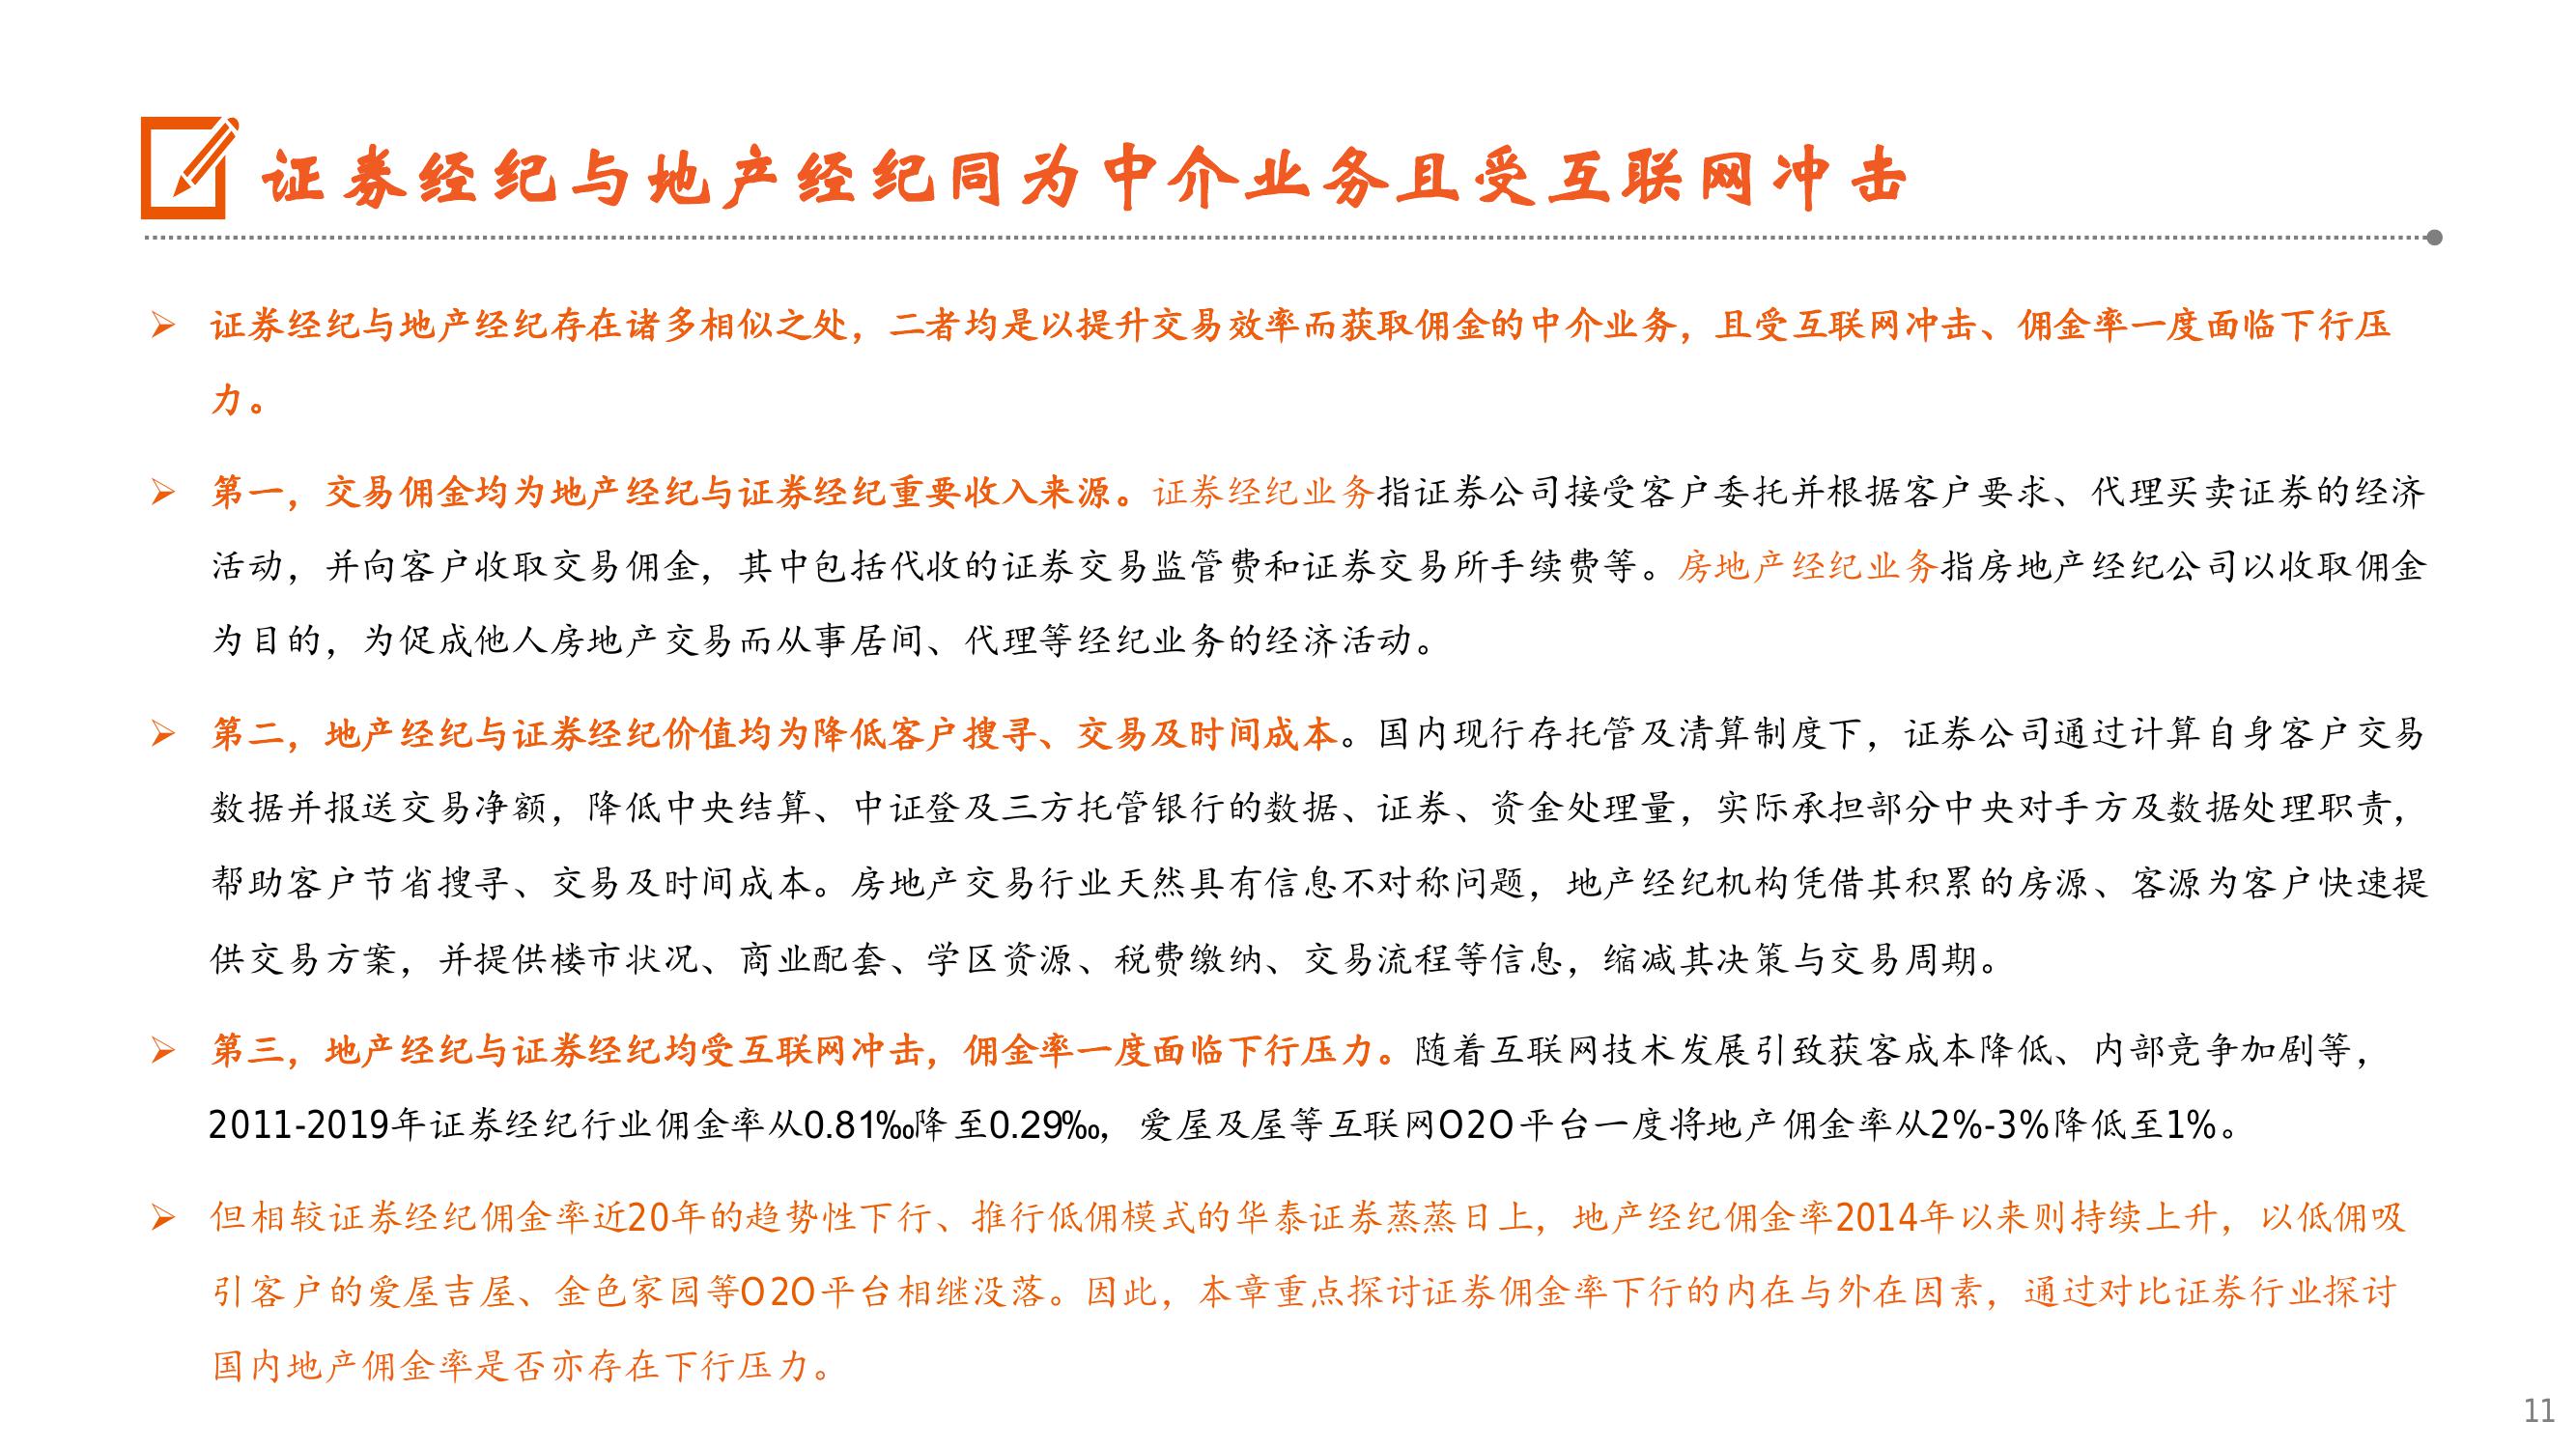 证券经纪与地产经纪同为中介业务且受互联网冲击
➢ 证券经纪与地产经纪存在诸多相似之处，二者均是以提升交易效率而获取佣金的中介业务，且受互联网冲击、佣金率一度面临下行压
力。
➢ 第一，交易佣金均为地产经纪与证券经纪重要收入来源。证券经纪业务指证券公司接受客户委托并根据客户要求、代理买卖证券的经济
活动，并向客户收取交易佣金，其中包括代收的证券交易监管费和证券交易所手续费等。房地产经纪业务指房地产经纪公司以收取佣金
为目的，为促成他人房地产交易而从事居间、代理等经纪业务的经济活动。
➢ 第二，地产经纪与证券经纪价值均为降低客户搜寻、交易及时间成本。国内现行存托管及清算制度下，证券公司通过计算自身客户交易
数据并报送交易净额，降低中央结算、中证登及三方托管银行的数据、证券、资金处理量，实际承担部分中央对手方及数据处理职责，
帮助客户节省搜寻、交易及时间成本。房地产交易行业天然具有信息不对称问题，地产经纪机构凭借其积累的房源、客源为客户快速提
供交易方案，并提供楼市状况、商业配套、学区资源、税费缴纳、交易流程等信息，缩减其决策与交易周期。
➢ 第三，地产经纪与证券经纪均受互联网冲击，佣金率一度面临下行压力。随着互联网技术发展引致获客成本降低、内部竞争加剧等，
2011-2019年证券经纪行业佣金率从0.81‰降至0.29‰，爱屋及屋等互联网O2O平台一度将地产佣金率从2%-3%降低至1%。
➢ 但相较证券经纪佣金率近20年的趋势性下行、推行低佣模式的华泰证券蒸蒸日上，地产经纪佣金率2014年以来则持续上升，以低佣吸
引客户的爱屋吉屋、金色家园等O2O平台相继没落。因此，本章重点探讨证券佣金率下行的内在与外在因素，通过对比证券行业探讨
国内地产佣金率是否亦存在下行压力。
11